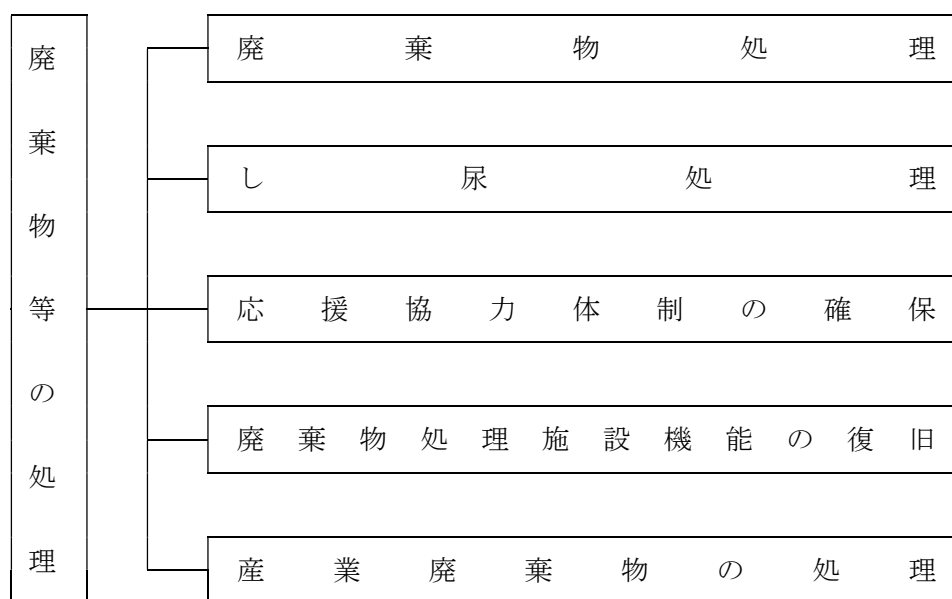 廃棄物等の処理
廃棄物処理
し尿処理
応援協力体制の確保
廃棄物処理施設機能の復旧
産業廃棄物の処理